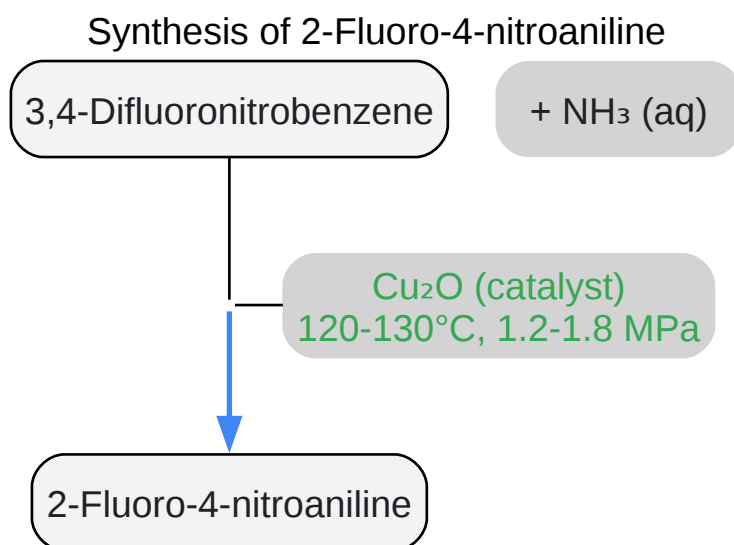 Synthesis of 2-Fluoro-4-nitroaniline
3,4-Difluoronitrobenzene
+ NH₃ (aq)
Cu₂O (catalyst)
120-130°C, 1.2-1.8 MPa
2-Fluoro-4-nitroaniline